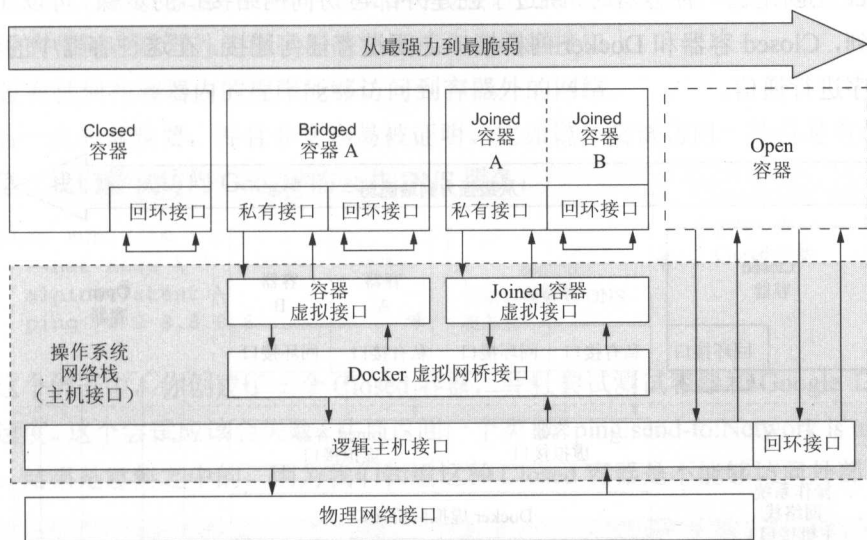 从最强力到最脆弱
Closed
容器
Bridged
容器 A
Joined
容器
A
Joined
容器
B
Open
容器
回环接口
私有接口
回环接口
私有接口
回环接口
容器
虚拟接口
Joined 容器
虚拟接口
操作系统
网络栈
（主机接口）
Docker 虚拟网桥接口
逻辑主机接口
回环接口
物理网络接口